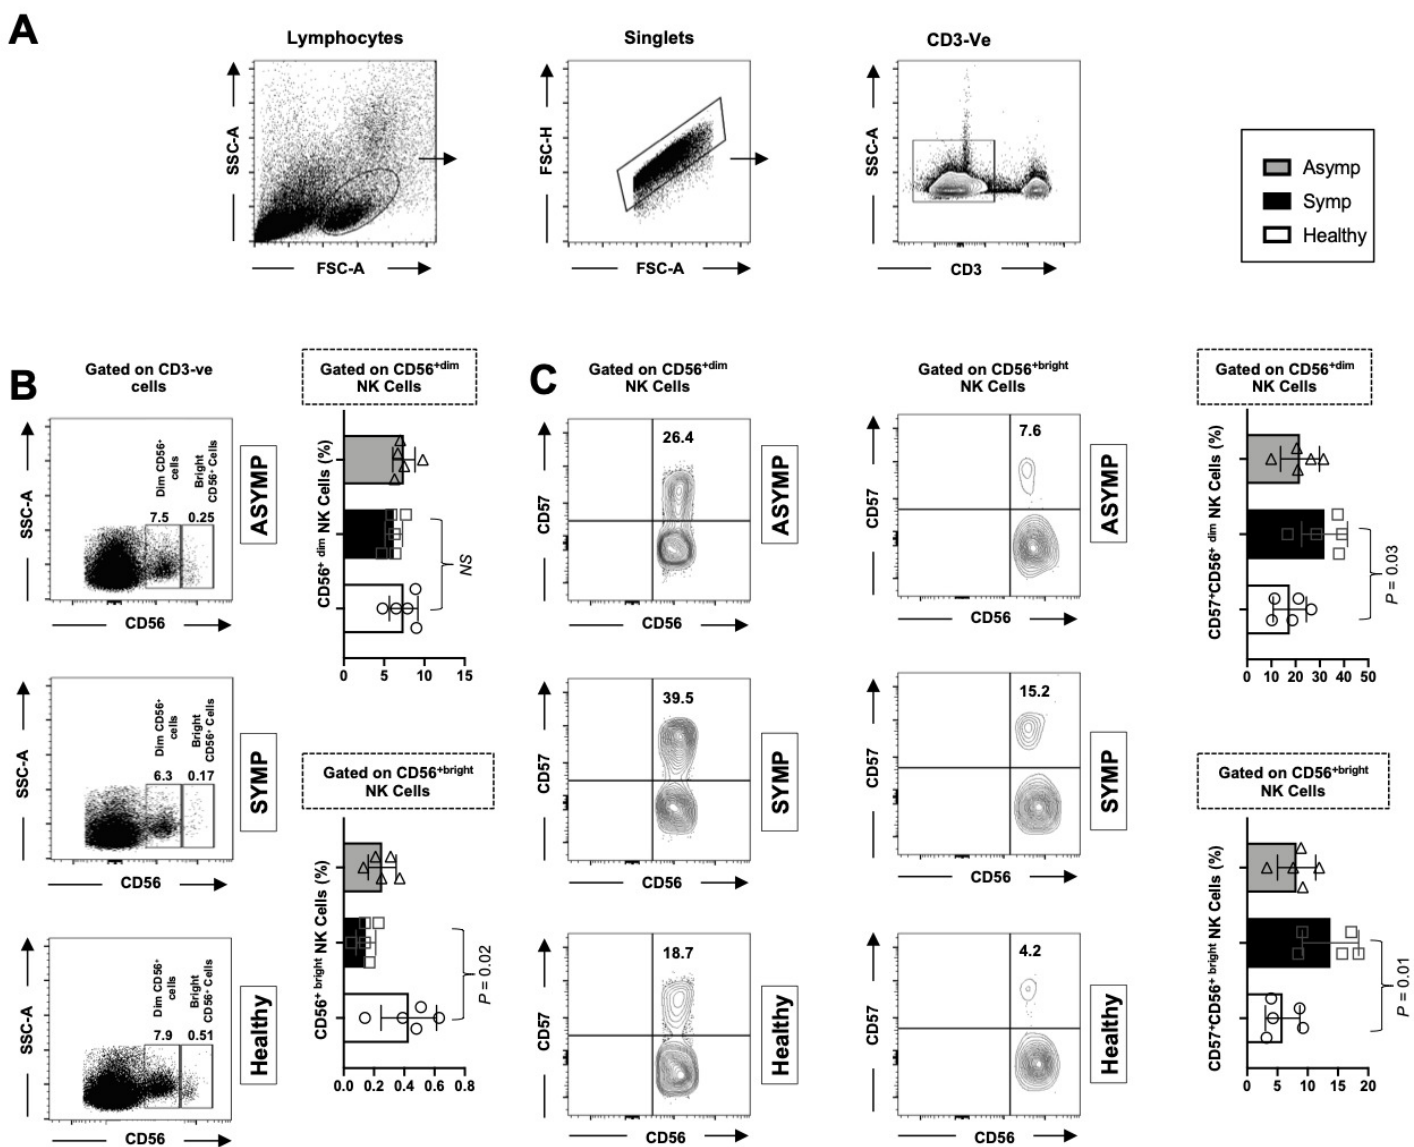 A
Lymphocytes
Singlets
CD3-Ve
SSC-A
FSC-H
SSC-A
FSC-A
FSC-A
CD3
Asymp
Symp
Healthy
B
Gated on CD3-ve
cells
Dim CD56+
cells
Bright
CD56+ Cells
7.5
0.25
SSC-A
CD56
ASYMP
Dim CD56+
cells
Bright
CD56+ Cells
6.3
0.17
SSC-A
CD56
SYMP
Dim CD56+
cells
Bright
CD56+ Cells
7.9
0.51
SSC-A
CD56
Healthy
Gated on CD56+dim
NK Cells
CD56+ dim NK Cells (%)
NS
0 5 10 15
Gated on CD56+bright
NK Cells
CD56+ bright NK Cells (%)
P = 0.02
0.0 0.2 0.4 0.6 0.8
C
Gated on CD56+dim
NK Cells
26.4
CD57
CD56
ASYMP
39.5
CD57
CD56
SYMP
18.7
CD57
CD56
Healthy
Gated on CD56+bright
NK Cells
7.6
CD57
CD56
ASYMP
15.2
CD57
CD56
SYMP
4.2
CD57
CD56
Healthy
Gated on CD56+dim
NK Cells
CD57+CD56+ dim NK Cells (%)
P = 0.03
0 10 20 30 40 50
Gated on CD56+bright
NK Cells
CD57+CD56+ bright NK Cells (%)
P = 0.01
0 5 10 15 20